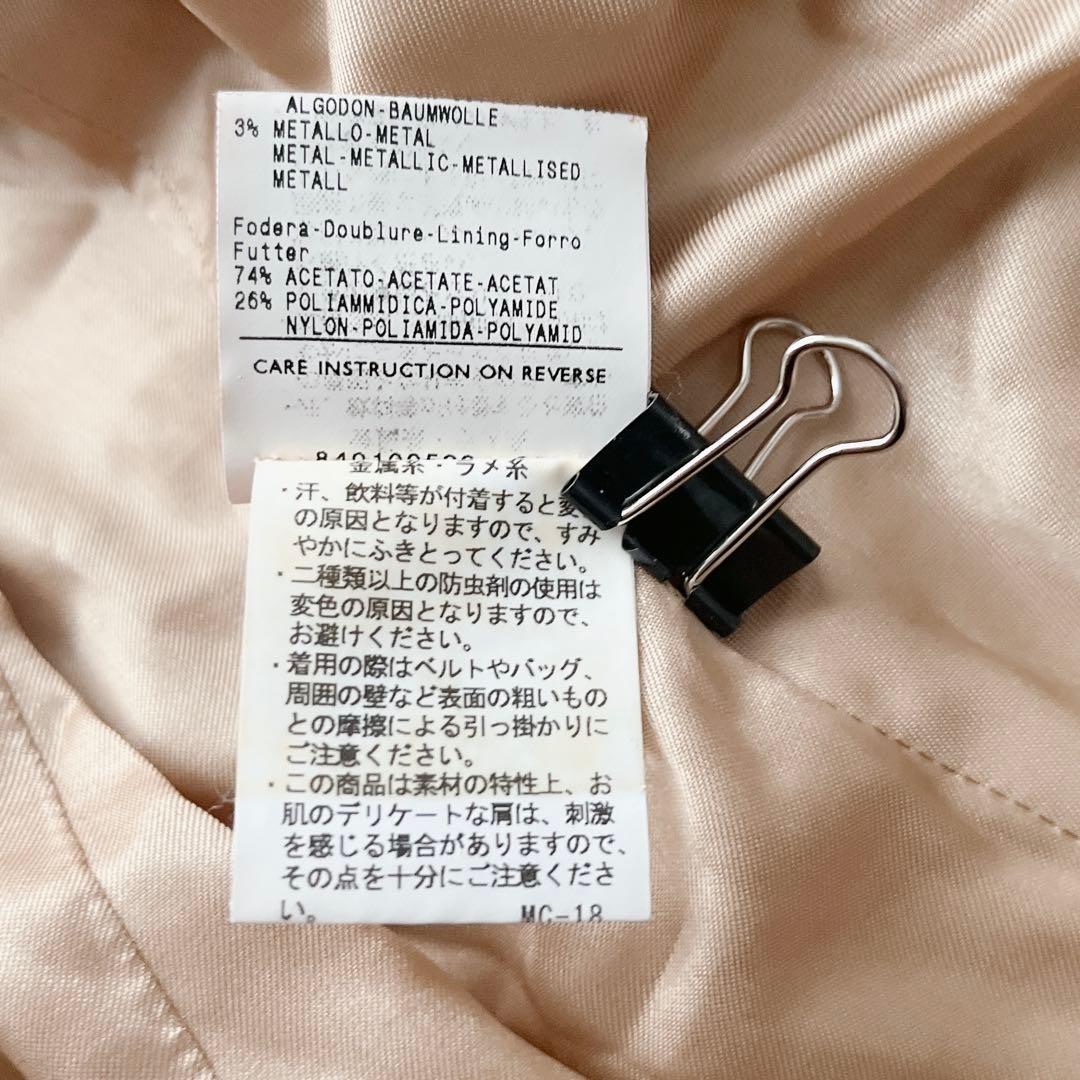 ALGODON-BAUMWOLLE
3% METALLO-METAL
METAL-METALLIC-METALLISED
METALL
Fodera-Doublure-Lining-Forro
Futter
74% ACETATO-ACETATE-ACETAT
26% POLIAMMIDICA-POLYAMIDE
NYLON-POLIAMIDA-POLYAMID
CARE INSTRUCTION ON REVERSE
金属糸・ラメ糸
・汗、飲料等が付着すると変
の原因となりますので、すみ
やかにふきとってください。
・二種類以上の防虫剤の使用は
変色の原因となりますので、
お避けください。
・着用の際はベルトやバッグ、
周囲の壁など表面の粗いもの
との摩擦による引っ掛かりに
ご注意ください。
・この商品は素材の特性上、お
肌のデリケートな肩は、刺激
を感じる場合がありますので、
その点を十分にご注意くださ
い。 MC-18